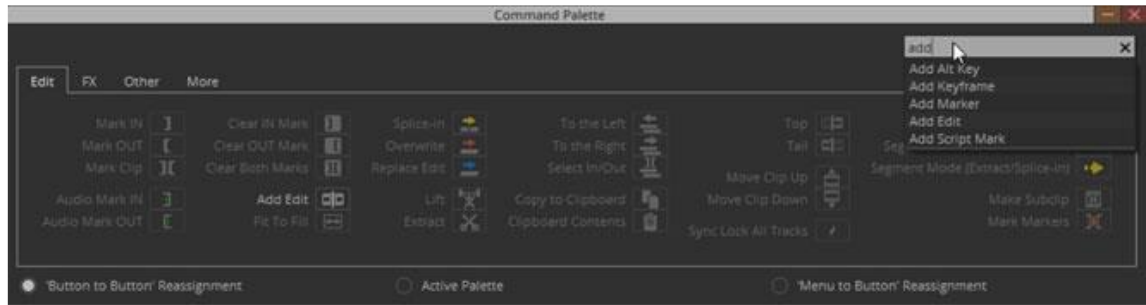 Command Palette
add
Add Alt Key
Add Keyframe
Add Marker
Add Edit
Add Script Mark
Edit FX Other More
Mark IN Clear IN Mark Splice-in To the Left Top
Mark OUT Clear OUT Mark Overwrite To the Right Tail
Mark Clip Clear Both Marks Replace Edit Select In/Out Move Clip Up Segment Mode (Extract/Splice-in)
Audio Mark IN Add Edit Lift Copy to Clipboard Move Clip Down Make Subclip
Audio Mark OUT Fit To Fill Extract Clipboard Contents Sync Lock All Tracks Mark Markers
'Button to Button' Reassignment Active Palette 'Menu to Button' Reassignment